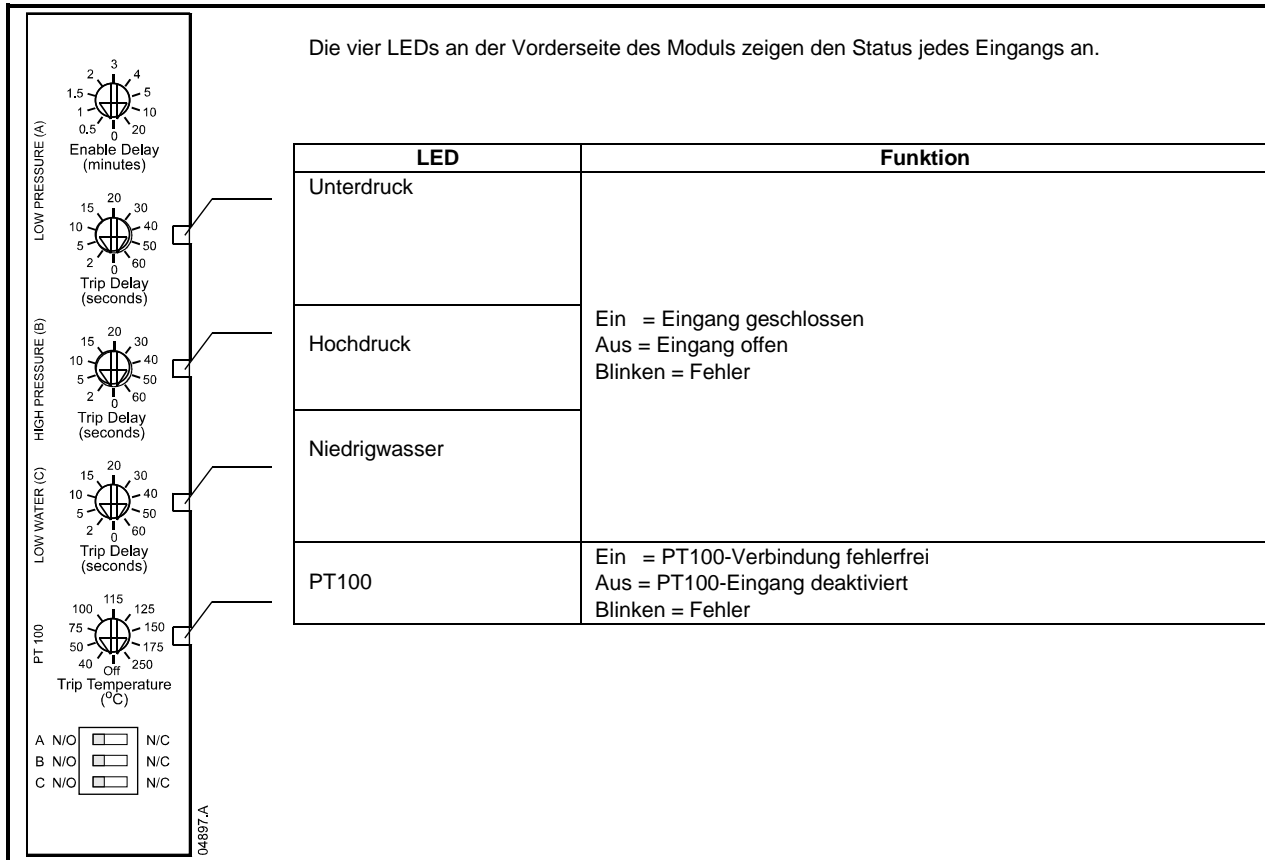 Die vier LEDs an der Vorderseite des Moduls zeigen den Status jedes Eingangs an.
LOW PRESSURE (A)
3
2 4
1.5 5
1 10
0.5 20
0
Enable Delay
(minutes)
20
15 30
10 40
5 50
2 60
0
Trip Delay
(seconds)
HIGH PRESSURE (B)
20
15 30
10 40
5 50
2 60
0
Trip Delay
(seconds)
LOW WATER (C)
20
15 30
10 40
5 50
2 60
0
Trip Delay
(seconds)
PT 100
115
100 125
75 150
50 175
40 250
Off
Trip Temperature
(°C)
A N/O N/C
B N/O N/C
C N/O N/C
04897.A
LED Funktion
Unterdruck
Hochdruck
Niedrigwasser
Ein = Eingang geschlossen
Aus = Eingang offen
Blinken = Fehler
PT100
Ein = PT100-Verbindung fehlerfrei
Aus = PT100-Eingang deaktiviert
Blinken = Fehler